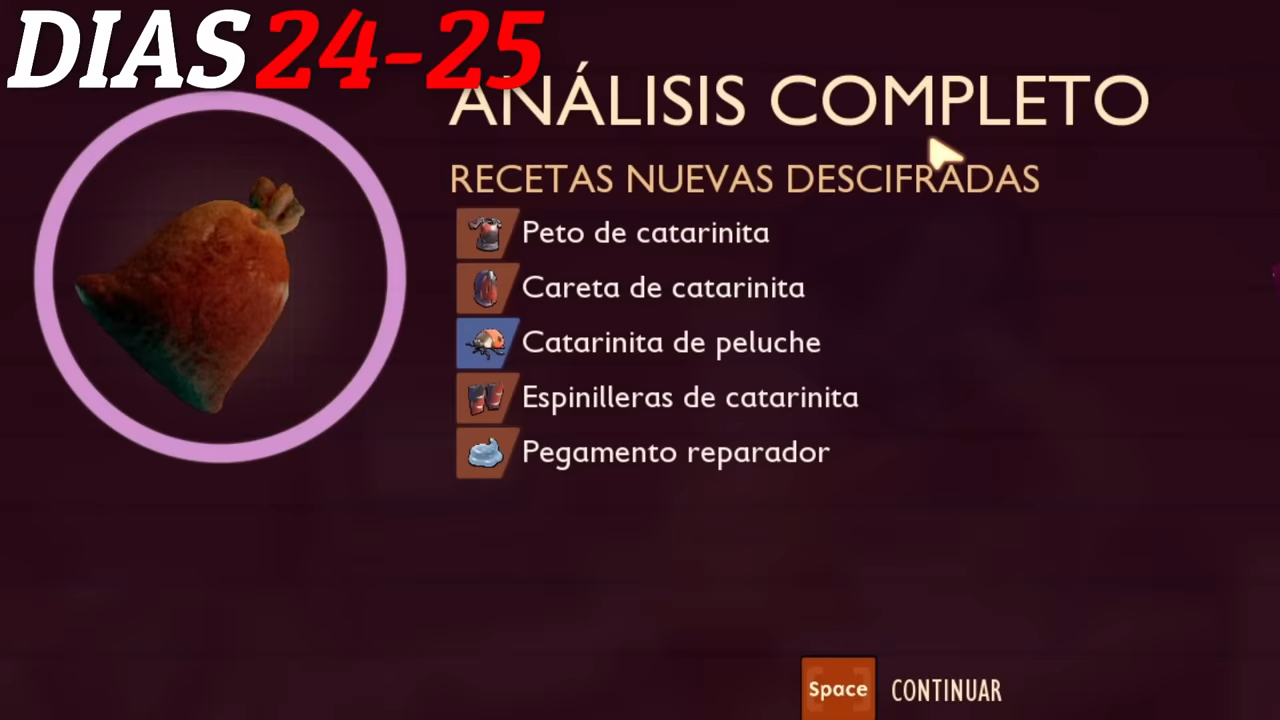 DIAS 24-25
ANÁLISIS COMPLETO
RECETAS NUEVAS DESCIFRADAS
Peto de catarinita
Careta de catarinita
Catarinita de peluche
Espinilleras de catarinita
Pegamento reparador
Space CONTINUAR